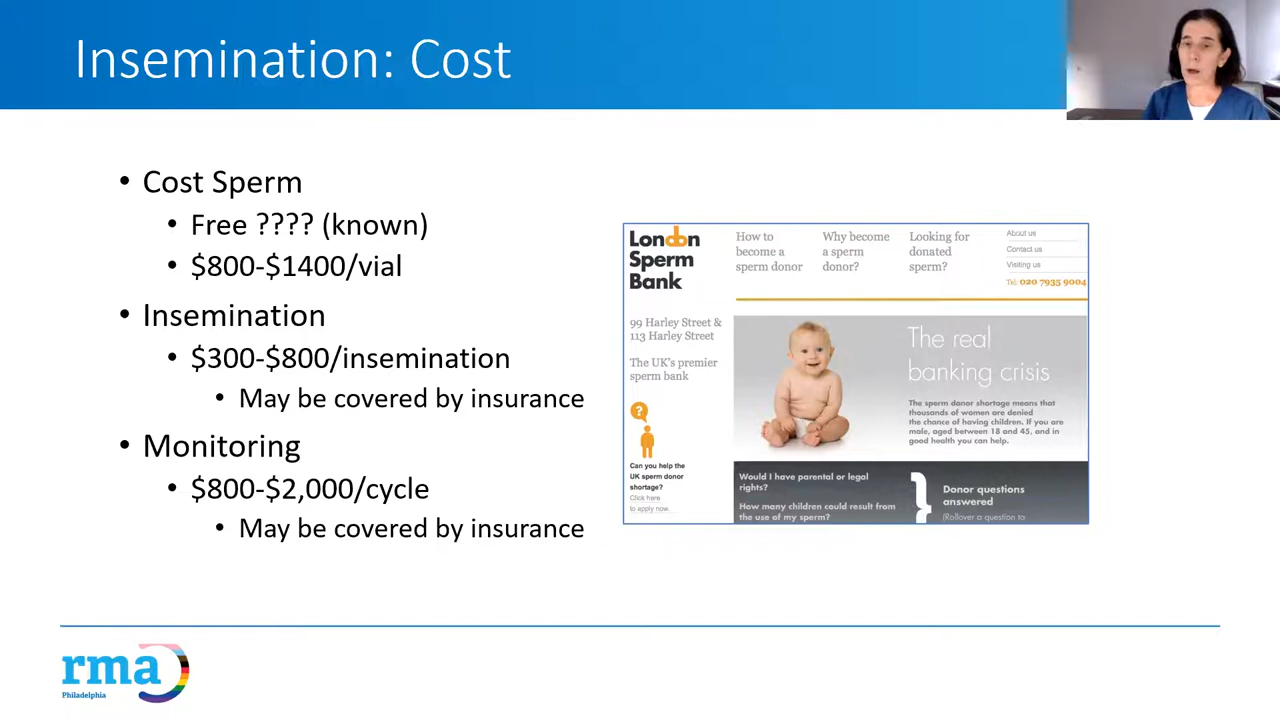 Insemination: Cost
• Cost Sperm
• Free ???? (known)
• $800-$1400/vial
• Insemination
• $300-$800/insemination
• May be covered by insurance
• Monitoring
• $800-$2,000/cycle
• May be covered by insurance
London
Sperm
Bank
How to
become a
sperm donor
Why become
a sperm
donor?
Looking for
donated
sperm?
About us
Contact us
Visiting us
Tel: 020 7935 9004
99 Harley Street &
113 Harley Street
The UK's premier
sperm bank
?
Can you help the
UK sperm donor
shortage?
Click here
to apply now.
The real
banking crisis
The sperm donor shortage means that
thousands of women are denied
the chance of having children. If you are
male, aged between 18 and 45, and in
good health you can help.
Would I have parental or legal
rights?
How many children could result from
the use of my sperm?
}
Donor questions
answered
(Rollover a question to
rma
Philadelphia